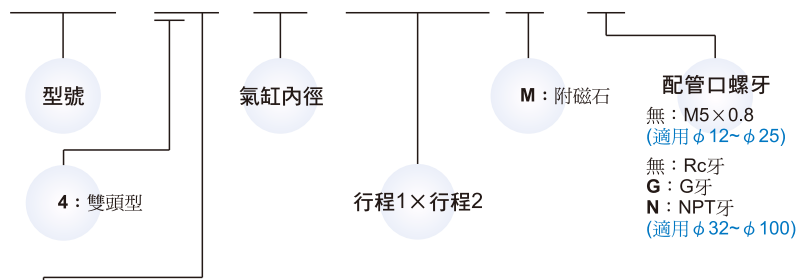 型號
氣缸內徑
M：附磁石
配管口螺牙
無：M5×0.8
(適用φ12~φ25)
無：Rc牙
G：G牙
N：NPT牙
(適用φ32~φ100)
4：雙頭型
行程1×行程2